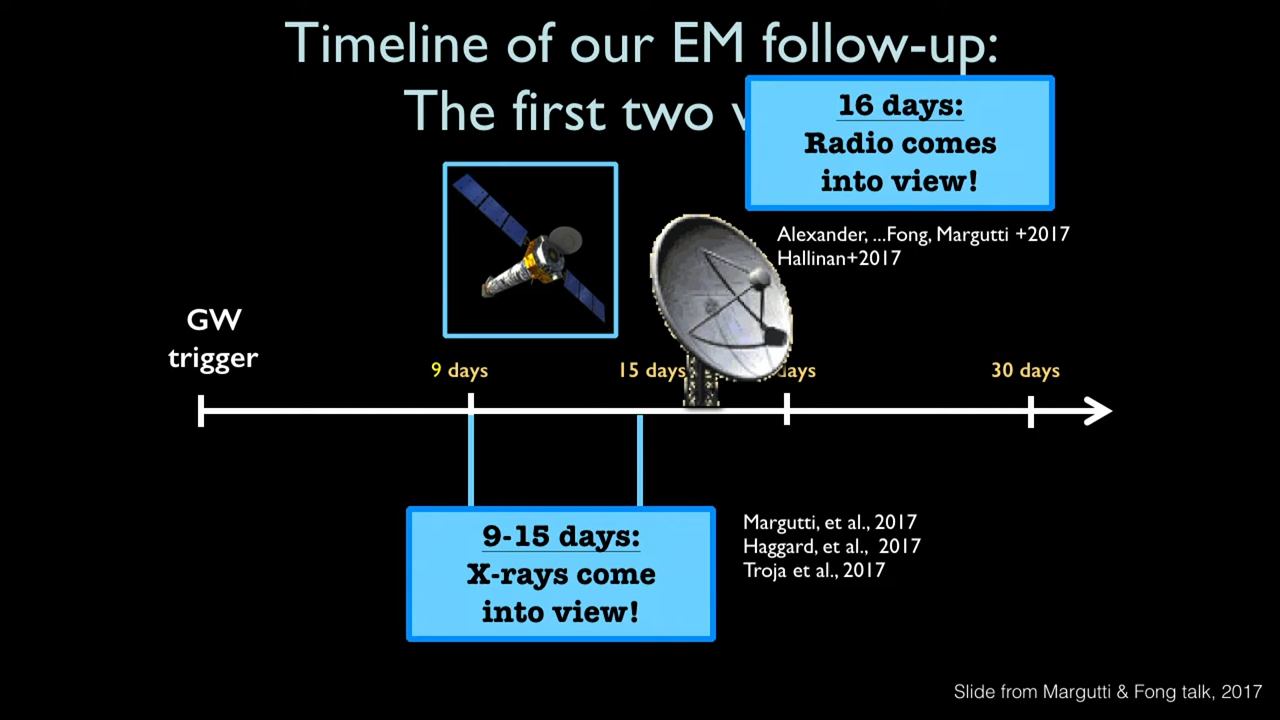 Timeline of our EM follow-up:
The first two
16 days:
Radio comes
into view!
Alexander, ...Fong, Margutti +2017
Hallinan+2017
GW
trigger
9 days
15 days
30 days
9-15 days:
X-rays come
into view!
Margutti, et al., 2017
Haggard, et al., 2017
Troja et al., 2017
Slide from Margutti & Fong talk, 2017